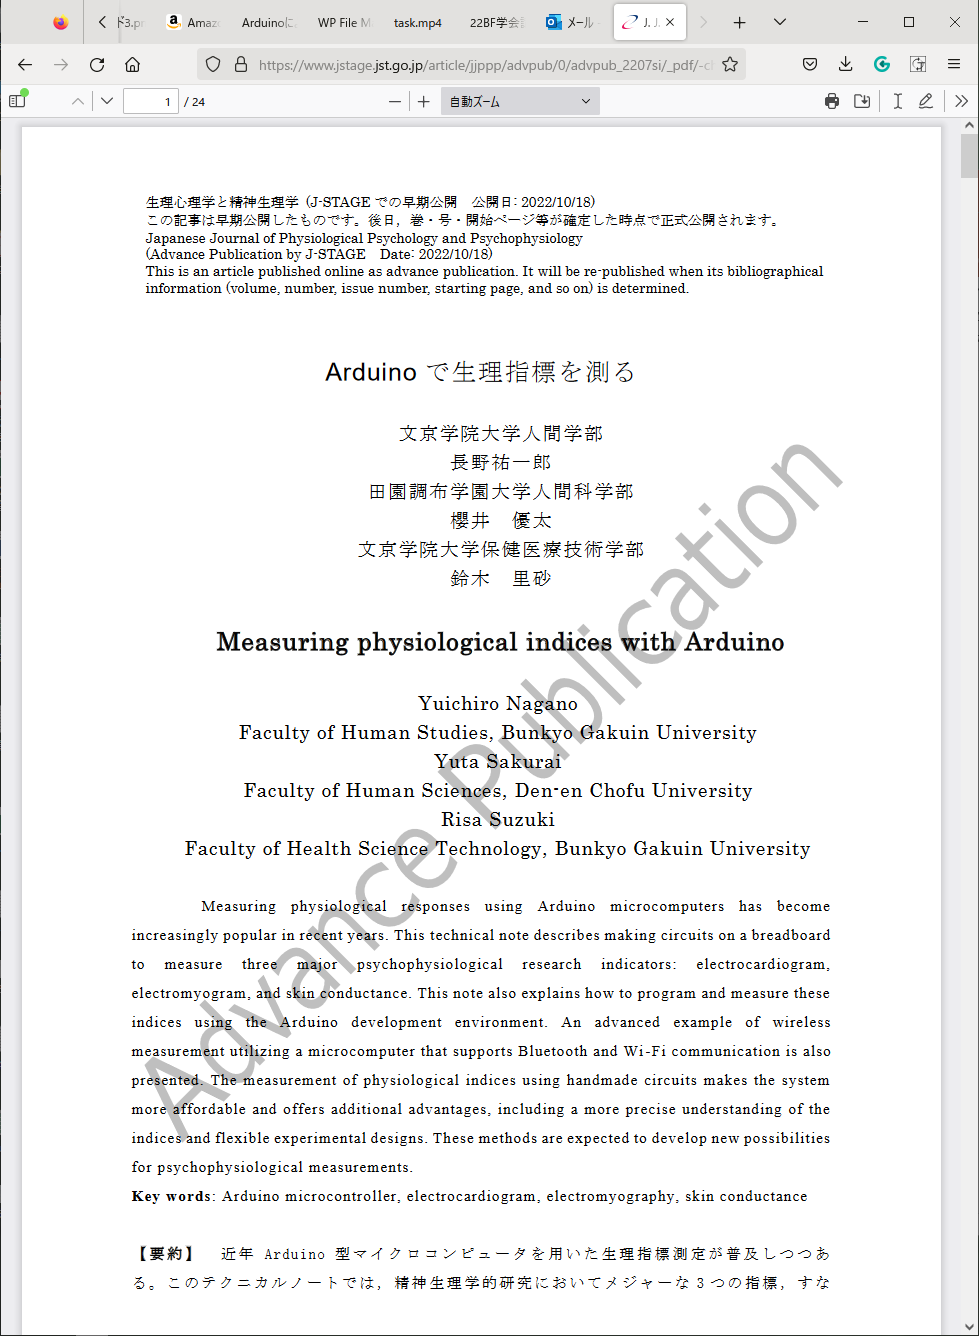 ド3.pr
Amaz
Arduinoに
WP File M
task.mp4
22BF学会
メール
J. J.
https://www.jstage.jst.go.jp/article/jjppp/advpub/0/advpub_2207si/_pdf/-c
1 / 24
自動ズーム
生理心理学と精神生理学 (J-STAGE での早期公開　公開日: 2022/10/18)
この記事は早期公開したものです。後日，巻・号・開始ページ等が確定した時点で正式公開されます。
Japanese Journal of Physiological Psychology and Psychophysiology
(Advance Publication by J-STAGE　Date: 2022/10/18)
This is an article published online as advance publication. It will be re-published when its bibliographical
information (volume, number, issue number, starting page, and so on) is determined.
Arduino で生理指標を測る
文京学院大学人間学部
長野祐一郎
田園調布学園大学人間科学部
櫻井　優太
文京学院大学保健医療技術学部
鈴木　里砂
Measuring physiological indices with Arduino
Yuichiro Nagano
Faculty of Human Studies, Bunkyo Gakuin University
Yuta Sakurai
Faculty of Human Sciences, Den-en Chofu University
Risa Suzuki
Faculty of Health Science Technology, Bunkyo Gakuin University
Measuring physiological responses using Arduino microcomputers has become
increasingly popular in recent years. This technical note describes making circuits on a breadboard
to measure three major psychophysiological research indicators: electrocardiogram,
electromyogram, and skin conductance. This note also explains how to program and measure these
indices using the Arduino development environment. An advanced example of wireless
measurement utilizing a microcomputer that supports Bluetooth and Wi-Fi communication is also
presented. The measurement of physiological indices using handmade circuits makes the system
more affordable and offers additional advantages, including a more precise understanding of the
indices and flexible experimental designs. These methods are expected to develop new possibilities
for psychophysiological measurements.
Key words: Arduino microcontroller, electrocardiogram, electromyography, skin conductance
【要約】　近年 Arduino 型マイクロコンピュータを用いた生理指標測定が普及しつつあ
る。このテクニカルノートでは，精神生理学的研究においてメジャーな 3 つの指標，すな
Advance Publication